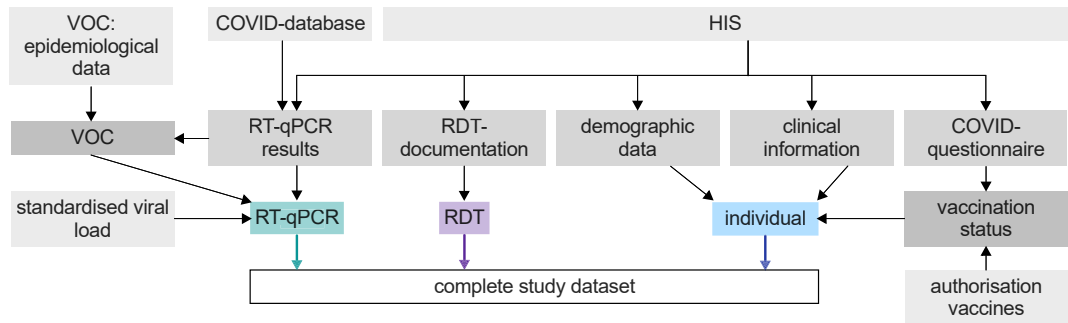 VOC:
epidemiological
data
COVID-database
HIS
VOC
RT-qPCR
results
RDT-
documentation
demographic
data
clinical
information
COVID-
questionnaire
standardised viral
load
RT-qPCR
RDT
individual
vaccination
status
complete study dataset
authorisation
vaccines